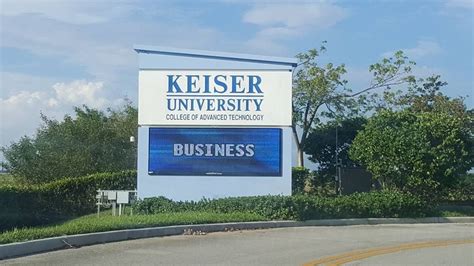 KEISER
UNIVERSITY
COLLEGE OF ADVANCED TECHNOLOGY
BUSINESS